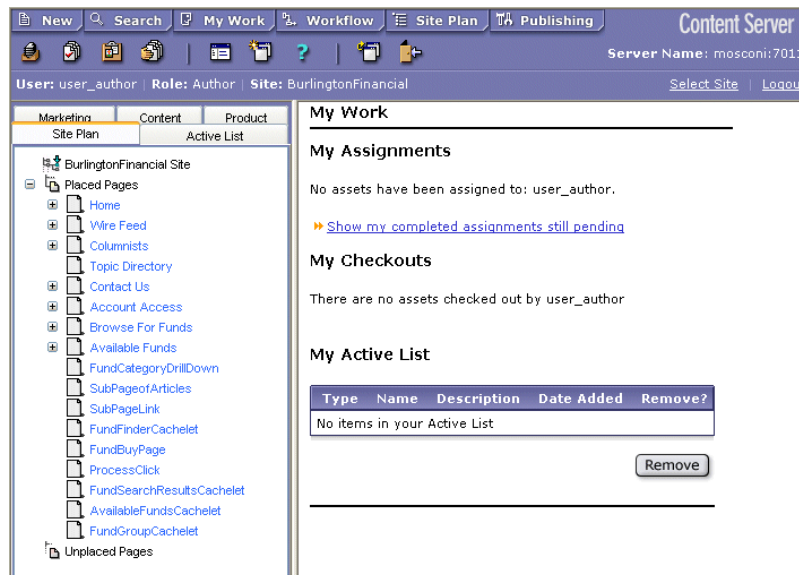 New Search My Work Workflow Site Plan Publishing Content Server
Server Name: mosconi:7011
User: user_author | Role: Author | Site: BurlingtonFinancial Select Site | Logou
Marketing Content Product
Site Plan Active List
BurlingtonFinancial Site
Placed Pages
Home
Wire Feed
Columnists
Topic Directory
Contact Us
Account Access
Browse For Funds
Available Funds
FundCategoryDrillDown
SubPageofArticles
SubPageLink
FundFinderCachelet
FundBuyPage
ProcessClick
FundSearchResultsCachelet
AvailableFundsCachelet
FundGroupCachelet
Unplaced Pages
My Work
My Assignments
No assets have been assigned to: user_author.
Show my completed assignments still pending
My Checkouts
There are no assets checked out by user_author
My Active List
Type Name Description Date Added Remove?
No items in your Active List
Remove